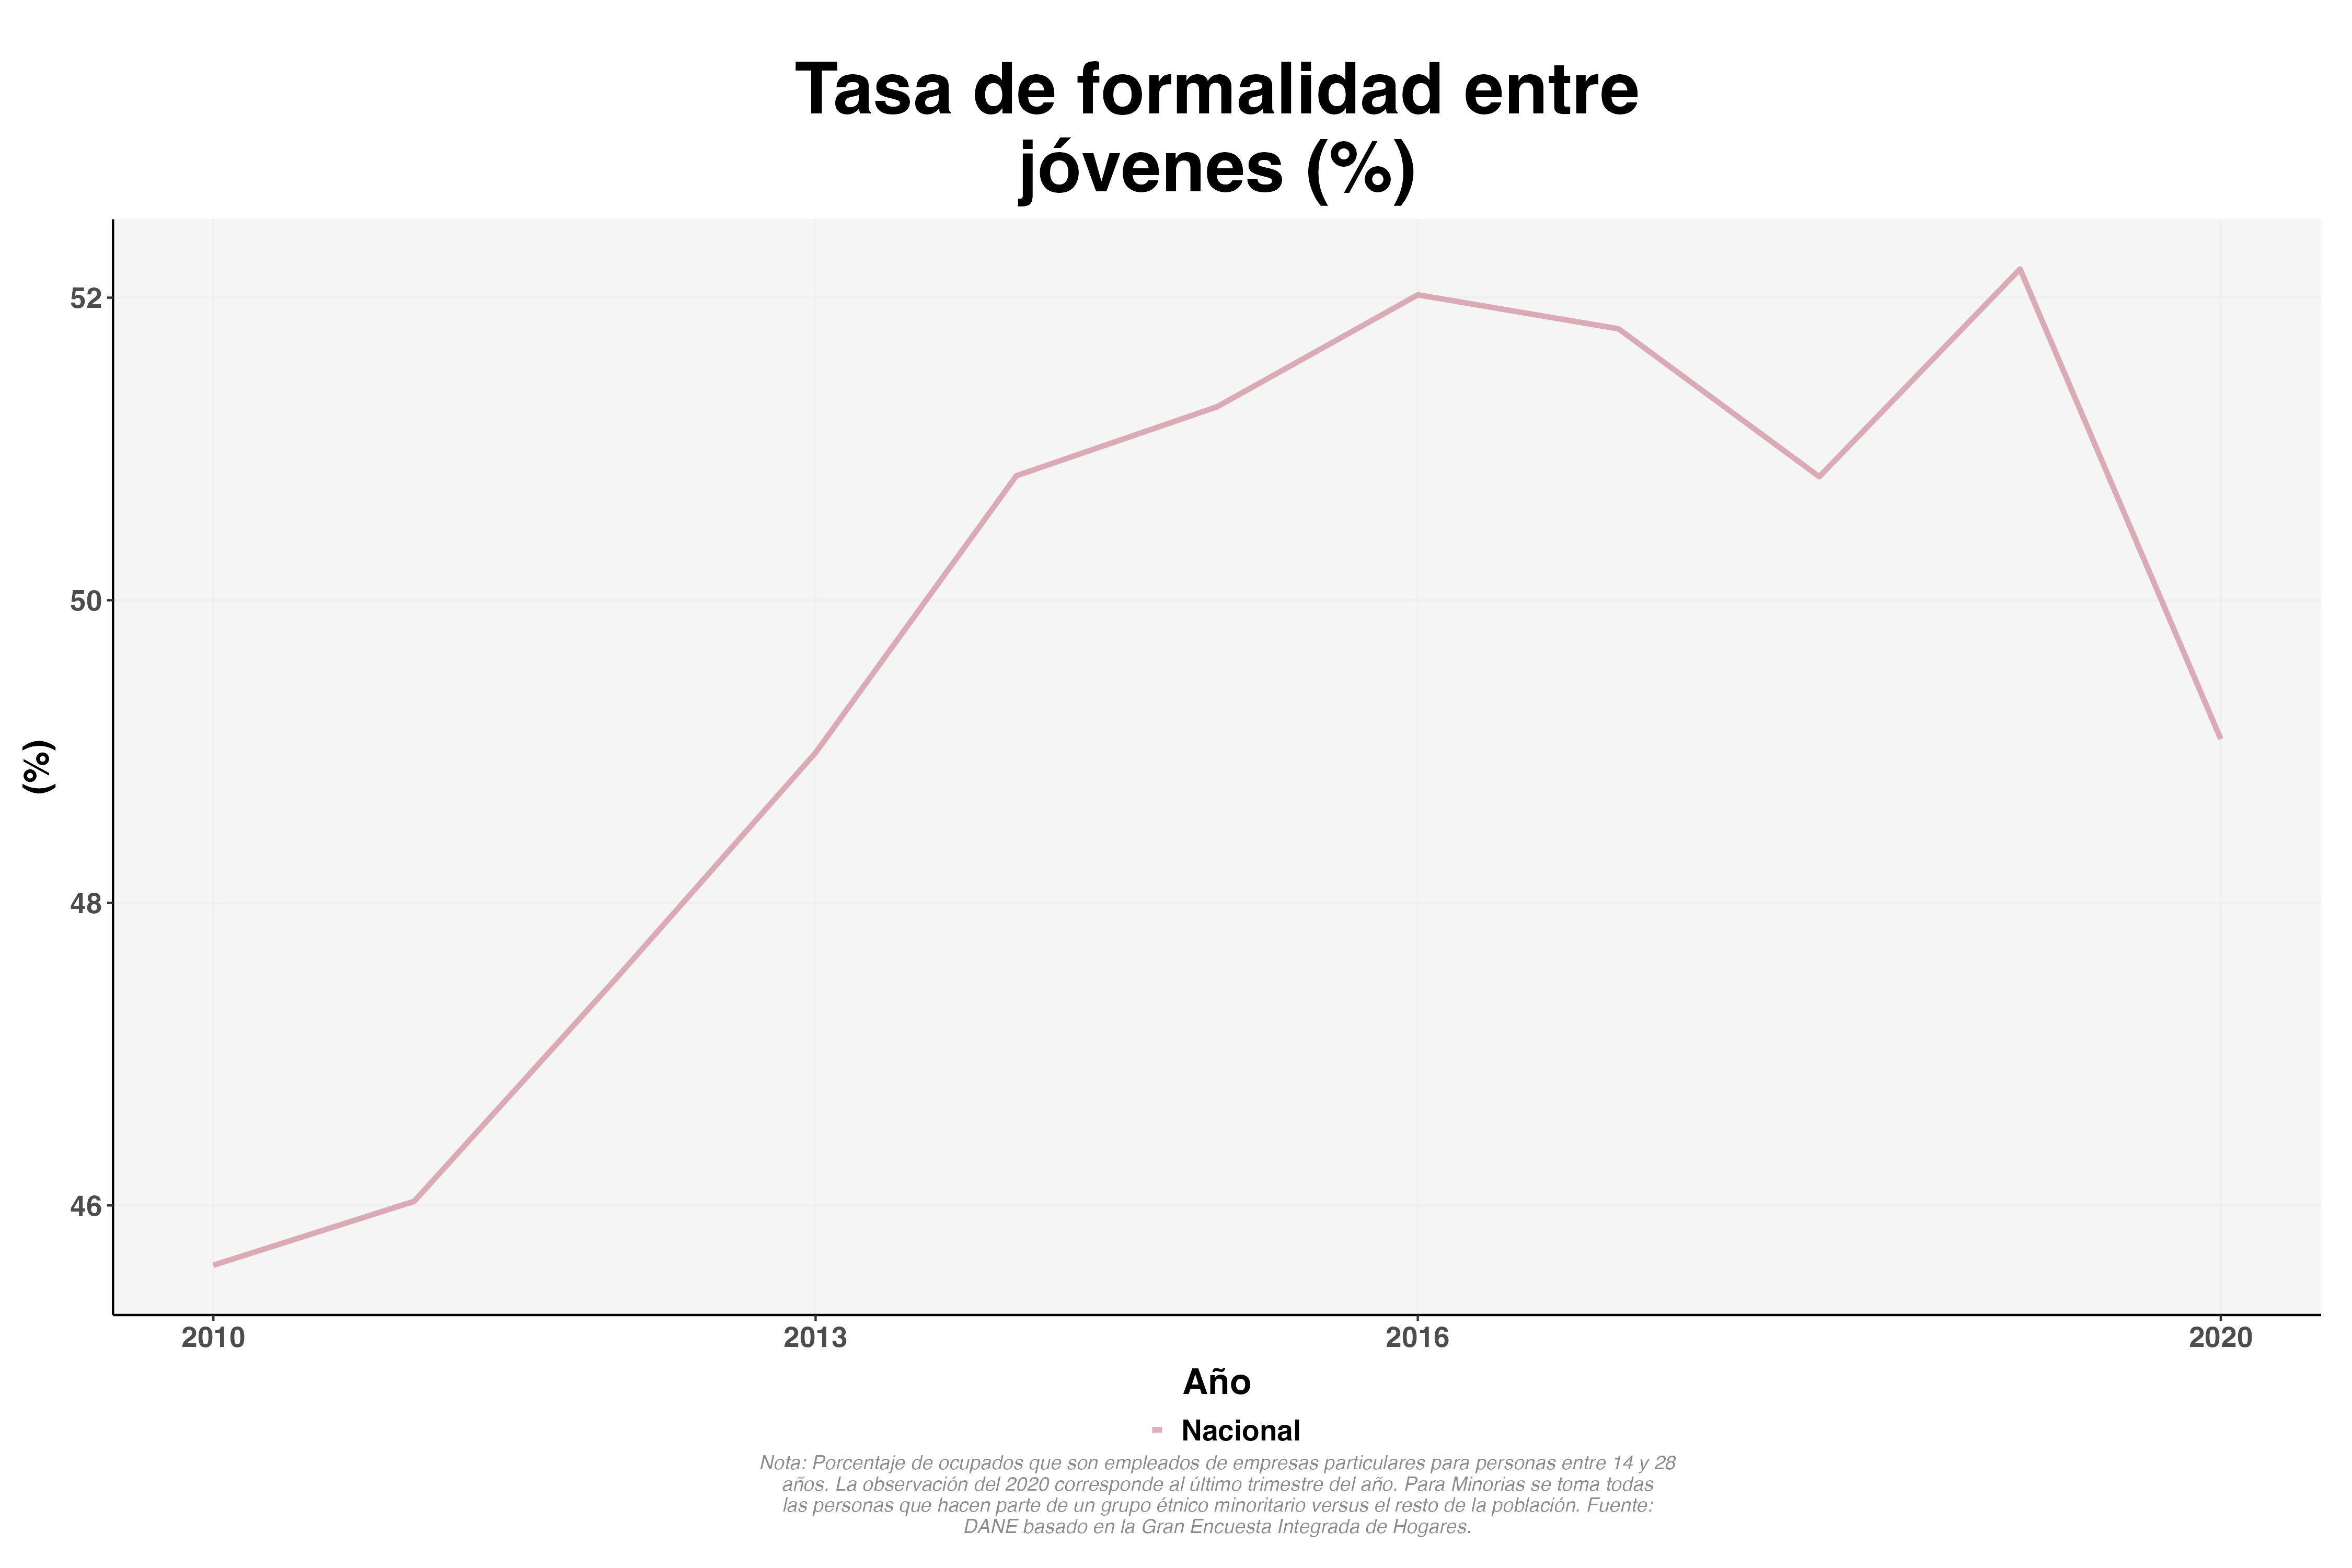 Tasa de formalidad entre
jóvenes (%)
52
50
48
46
(%)
2010 2013 2016 2020
Año
Nacional
Nota: Porcentaje de ocupados que son empleados de empresas particulares para personas entre 14 y 28
años. La observación del 2020 corresponde al último trimestre del año. Para Minorias se toma todas
las personas que hacen parte de un grupo étnico minoritario versus el resto de la población. Fuente:
DANE basado en la Gran Encuesta Integrada de Hogares.